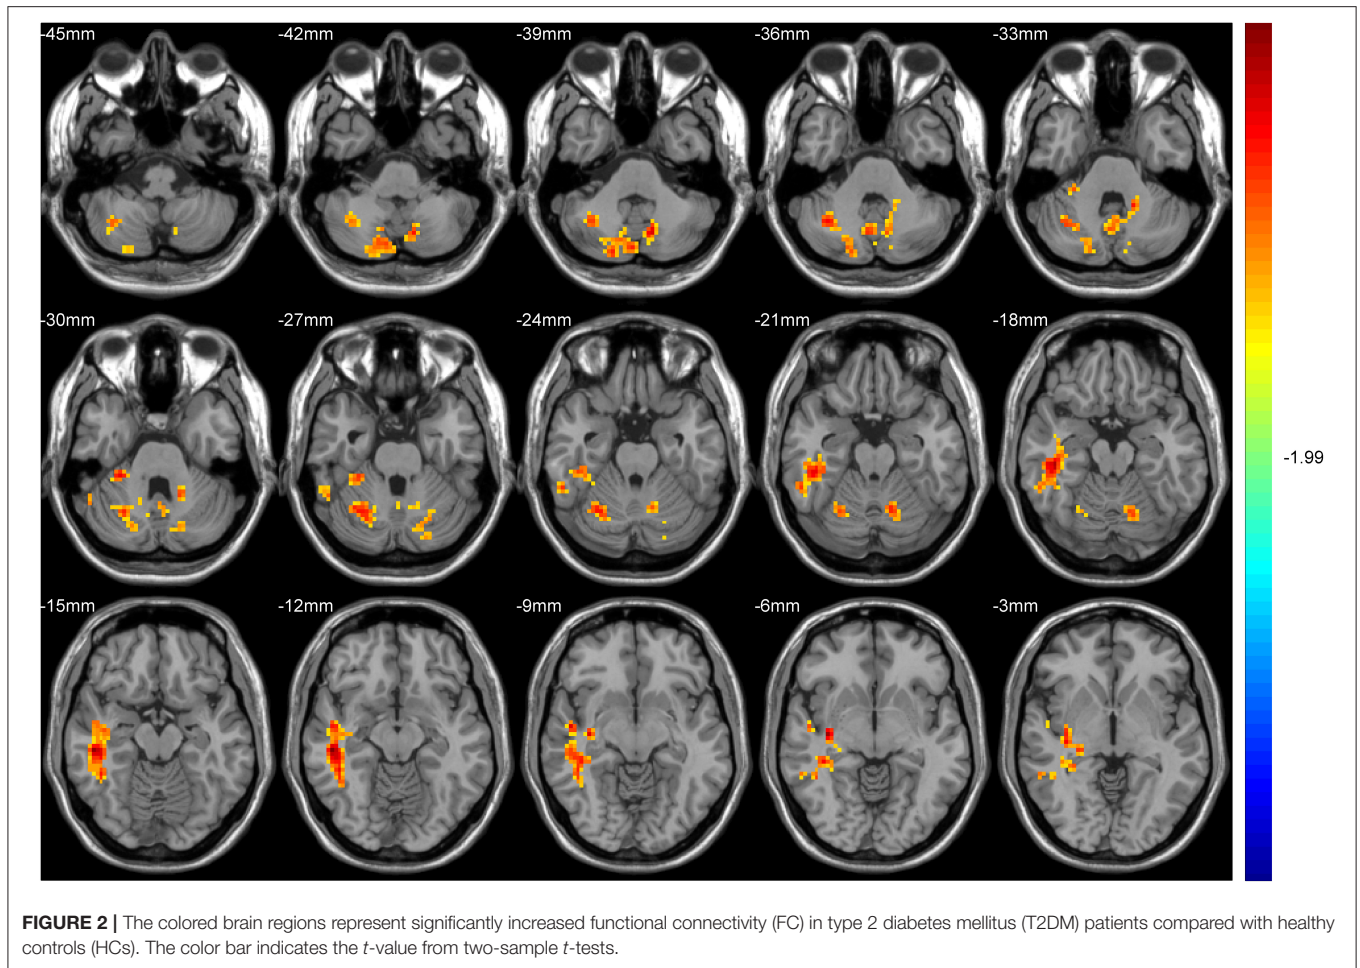 -45mm -42mm -39mm -36mm -33mm
-30mm -27mm -24mm -21mm -18mm
-1.99
-15mm -12mm -9mm -6mm -3mm
FIGURE 2 | The colored brain regions represent significantly increased functional connectivity (FC) in type 2 diabetes mellitus (T2DM) patients compared with healthy
controls (HCs). The color bar indicates the t-value from two-sample t-tests.